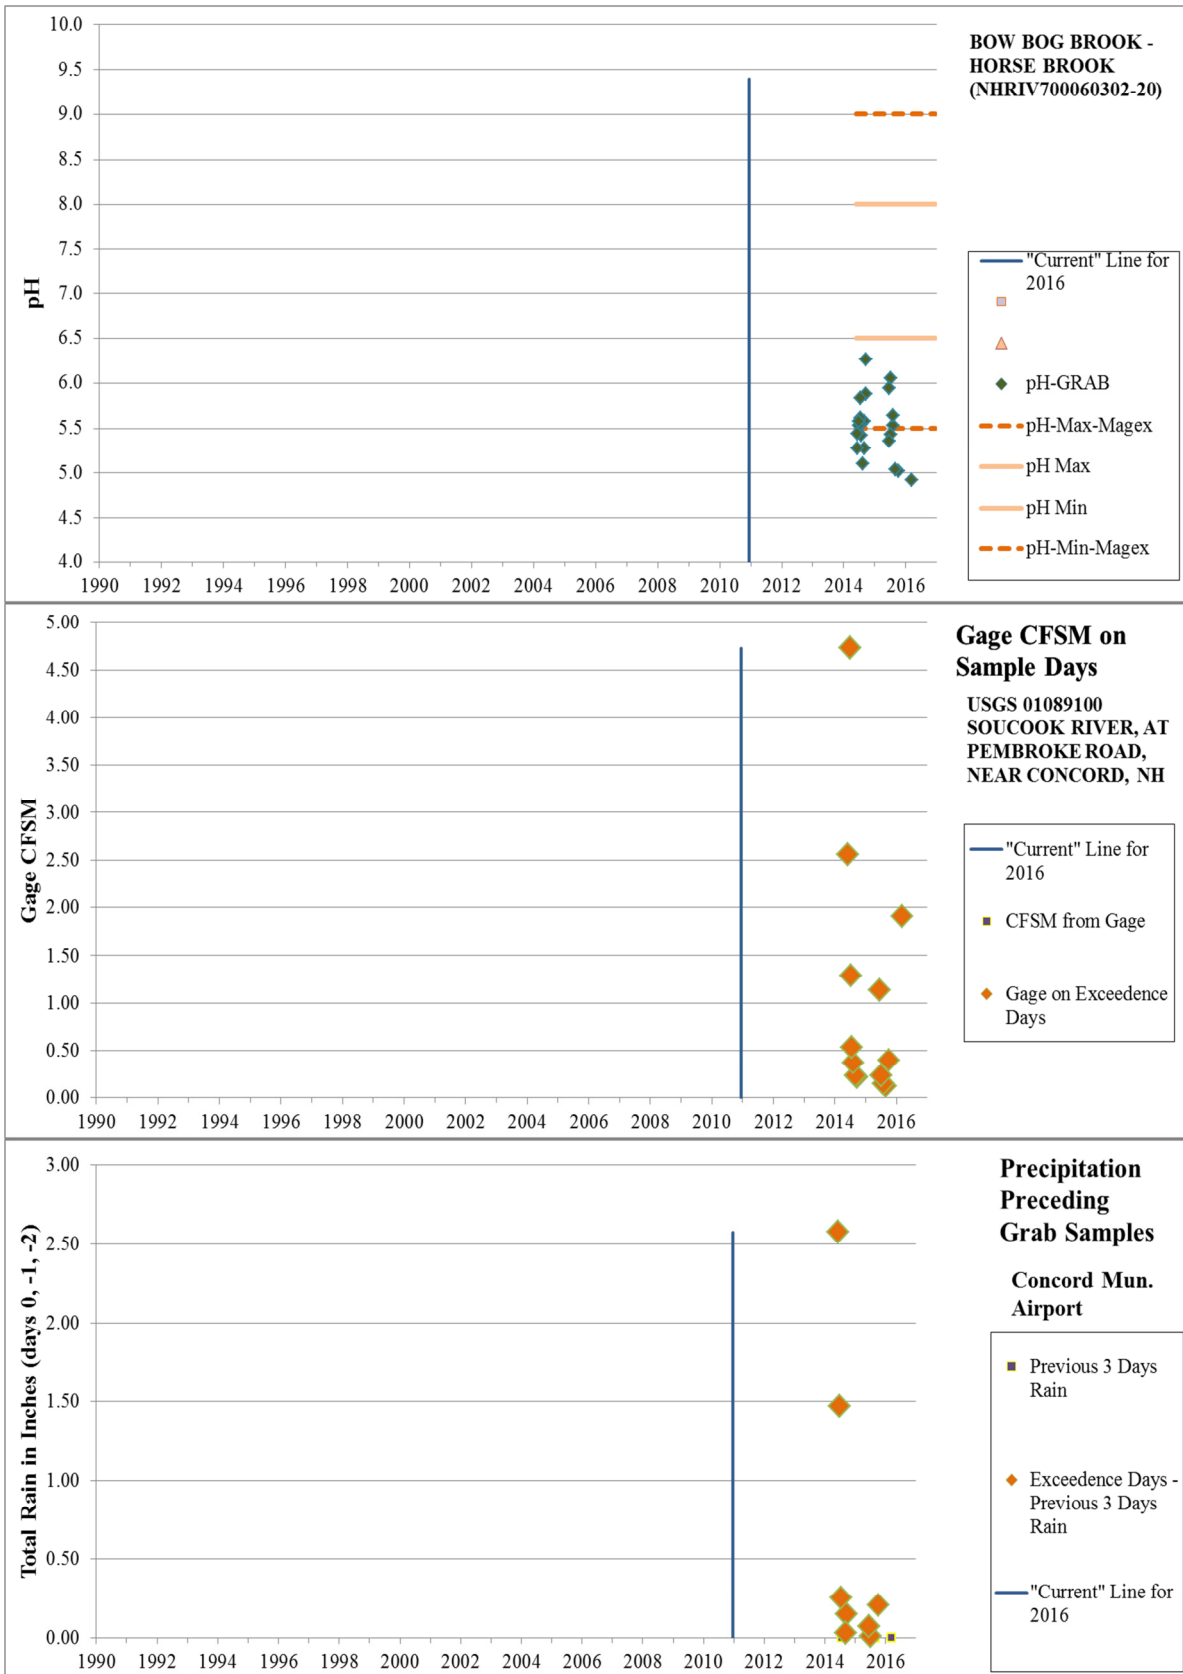 BOW BOG BROOK -
HORSE BROOK
(NHRIV700060302-20)
pH
10.0
9.5
9.0
8.5
8.0
7.5
7.0
6.5
6.0
5.5
5.0
4.5
4.0
1990 1992 1994 1996 1998 2000 2002 2004 2006 2008 2010 2012 2014 2016
"Current" Line for
2016
pH-GRAB
pH-Max-Magex
pH Max
pH Min
pH-Min-Magex
Gage CFSM on
Sample Days
USGS 01089100
SOUCOOK RIVER, AT
PEMBROKE ROAD,
NEAR CONCORD, NH
Gage CFSM
5.00
4.50
4.00
3.50
3.00
2.50
2.00
1.50
1.00
0.50
0.00
1990 1992 1994 1996 1998 2000 2002 2004 2006 2008 2010 2012 2014 2016
"Current" Line for
2016
CFSM from Gage
Gage on Exceedence
Days
Precipitation
Preceding
Grab Samples
Concord Mun.
Airport
Total Rain in Inches (days 0, -1, -2)
3.00
2.50
2.00
1.50
1.00
0.50
0.00
1990 1992 1994 1996 1998 2000 2002 2004 2006 2008 2010 2012 2014 2016
Previous 3 Days
Rain
Exceedence Days -
Previous 3 Days
Rain
"Current" Line for
2016